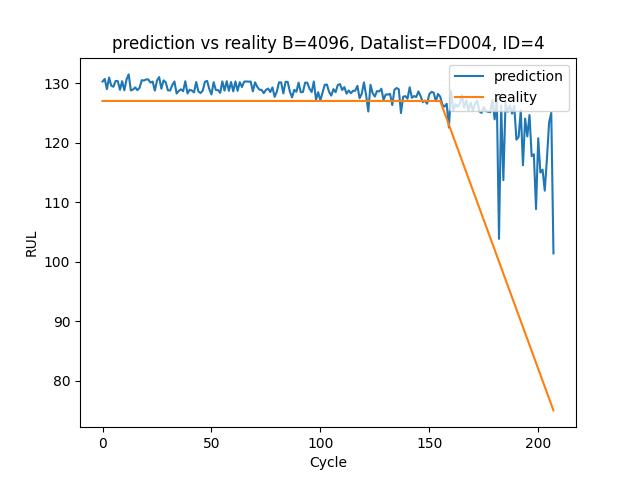 prediction vs reality B=4096, Datalist=FD004, ID=4
prediction
reality
130
120
110
100
90
80
RUL
0
50
100
150
200
Cycle